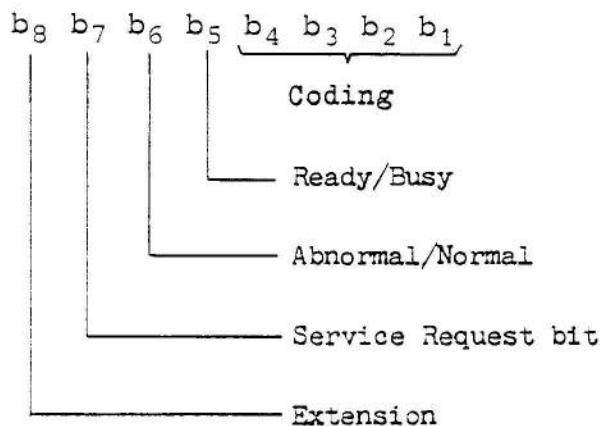 b8 b7 b6 b5 b4 b3 b2 b1
Coding
Ready/Busy
Abnormal/Normal
Service Request bit
Extension